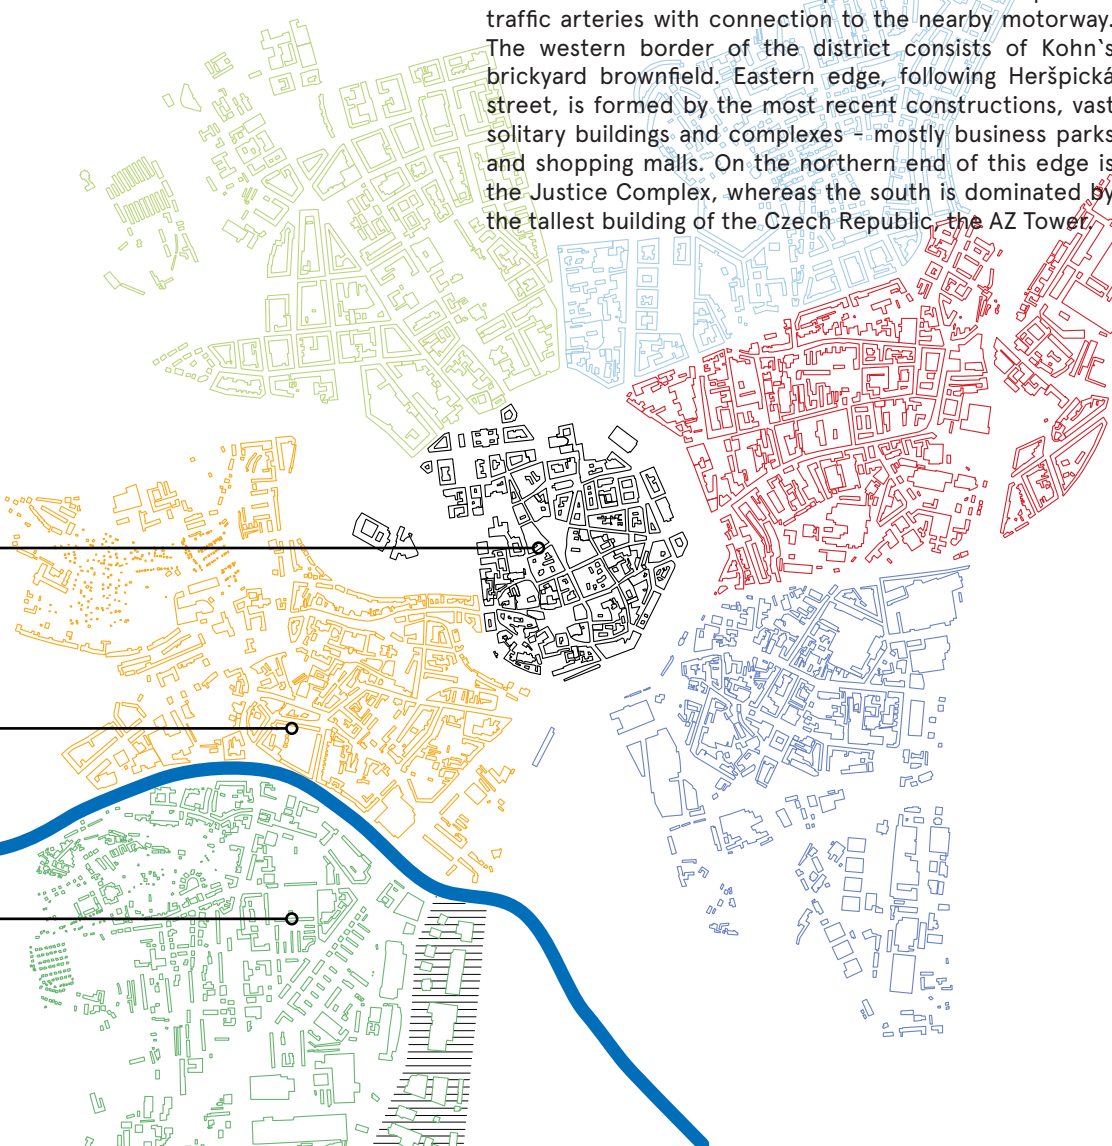 traffic arteries with connection to the nearby motorway.
The western border of the district consists of Kohn‵s
brickyard brownfield. Eastern edge, following Heršpická
street, is formed by the most recent constructions, vast
solitary buildings and complexes – mostly business parks
and shopping malls. On the northern end of this edge is
the Justice Complex, whereas the south is dominated by
the tallest building of the Czech Republic, the AZ Tower.